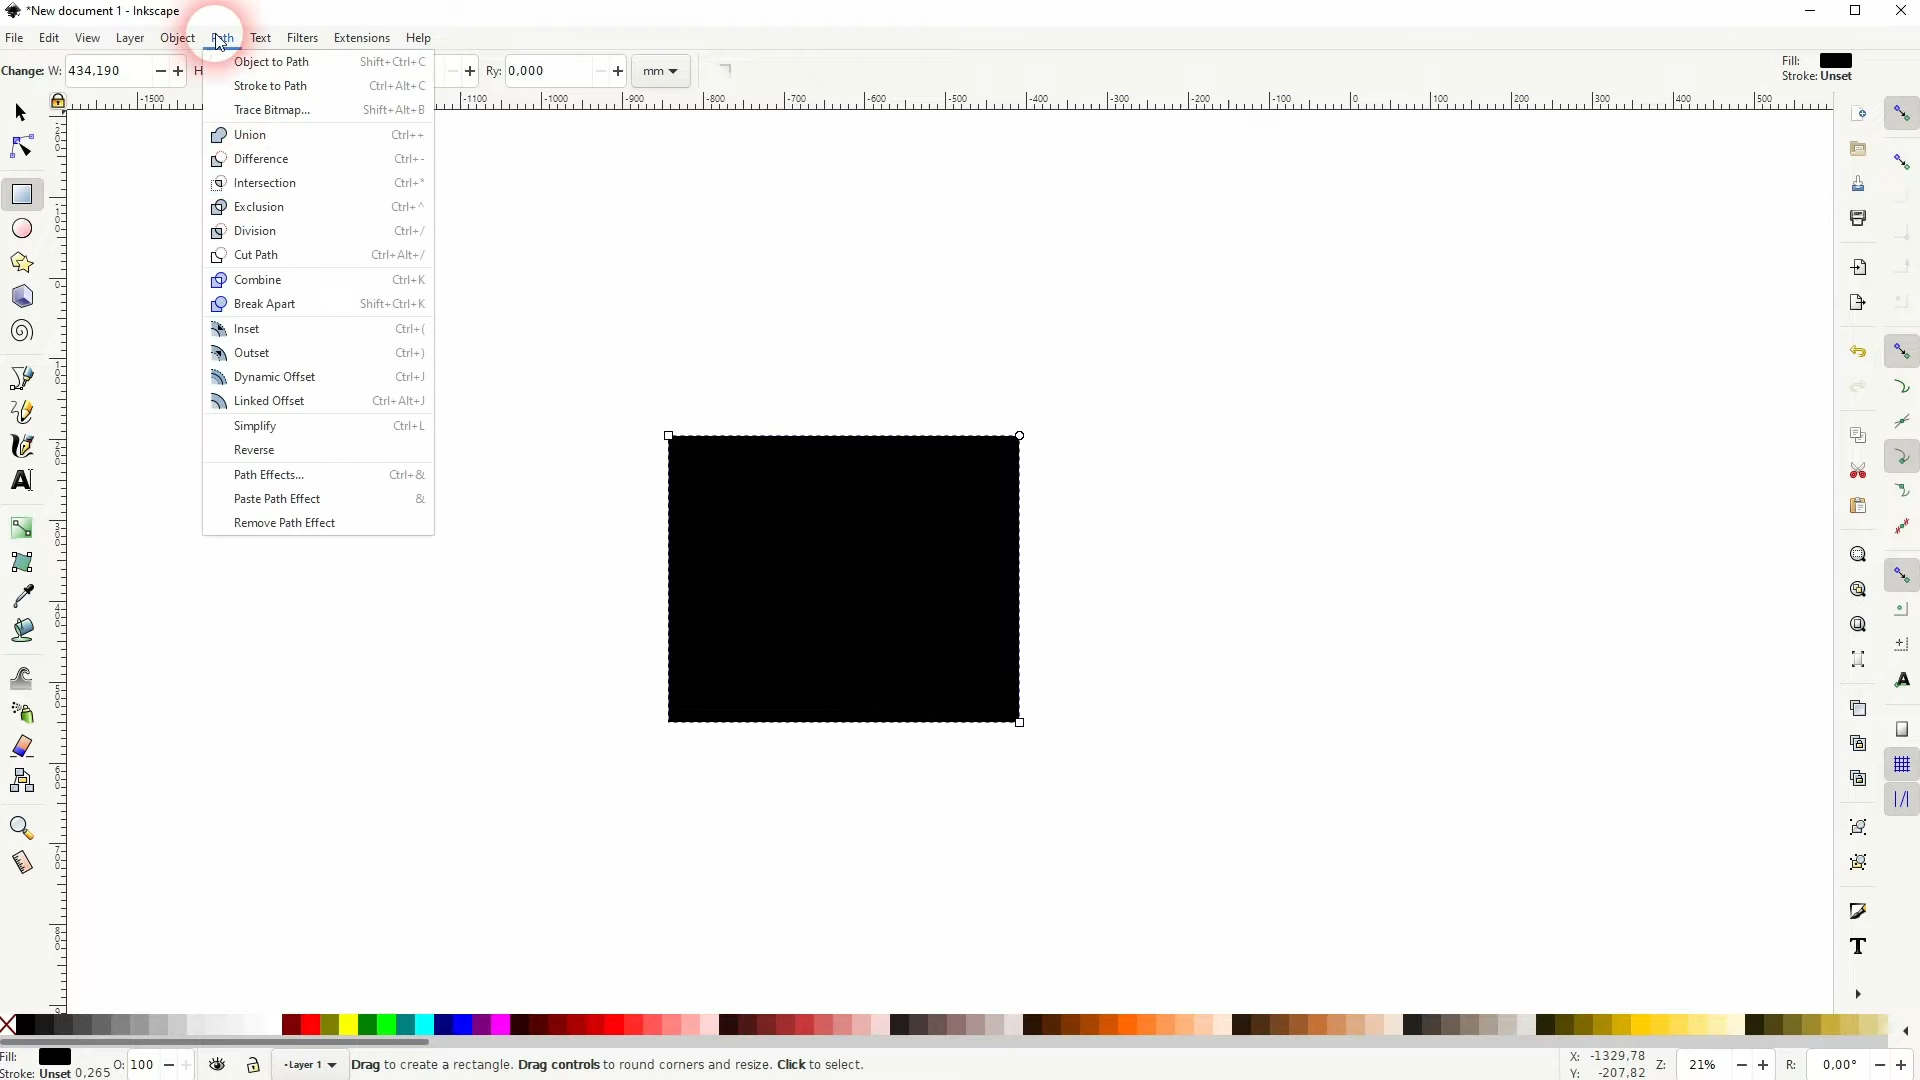 *New document 1 - Inkscape
File Edit View Layer Object Path Text Filters Extensions Help
Change: W: 434,190 H Ry: 0,000 mm
Fill:
Stroke: Unset
Object to Path Shift+Ctrl+C
Stroke to Path Ctrl+Alt+C
Trace Bitmap... Shift+Alt+B
Union Ctrl++
Difference Ctrl+-
Intersection Ctrl+*
Exclusion Ctrl+^
Division Ctrl+/
Cut Path Ctrl+Alt+/
Combine Ctrl+K
Break Apart Shift+Ctrl+K
Inset Ctrl+(
Outset Ctrl+)
Dynamic Offset Ctrl+J
Linked Offset Ctrl+Alt+J
Simplify Ctrl+L
Reverse
Path Effects... Ctrl+&
Paste Path Effect &
Remove Path Effect
-1500 -1100 -1000 -900 -800 -700 -600 -500 -400 -300 -200 -100 0 100 200 300 400 500
Fill:
Stroke: Unset 0,265
O: 100
-Layer 1
Drag to create a rectangle. Drag controls to round corners and resize. Click to select.
X: -1329,78
Y: -207,82
Z: 21% R: 0,00°